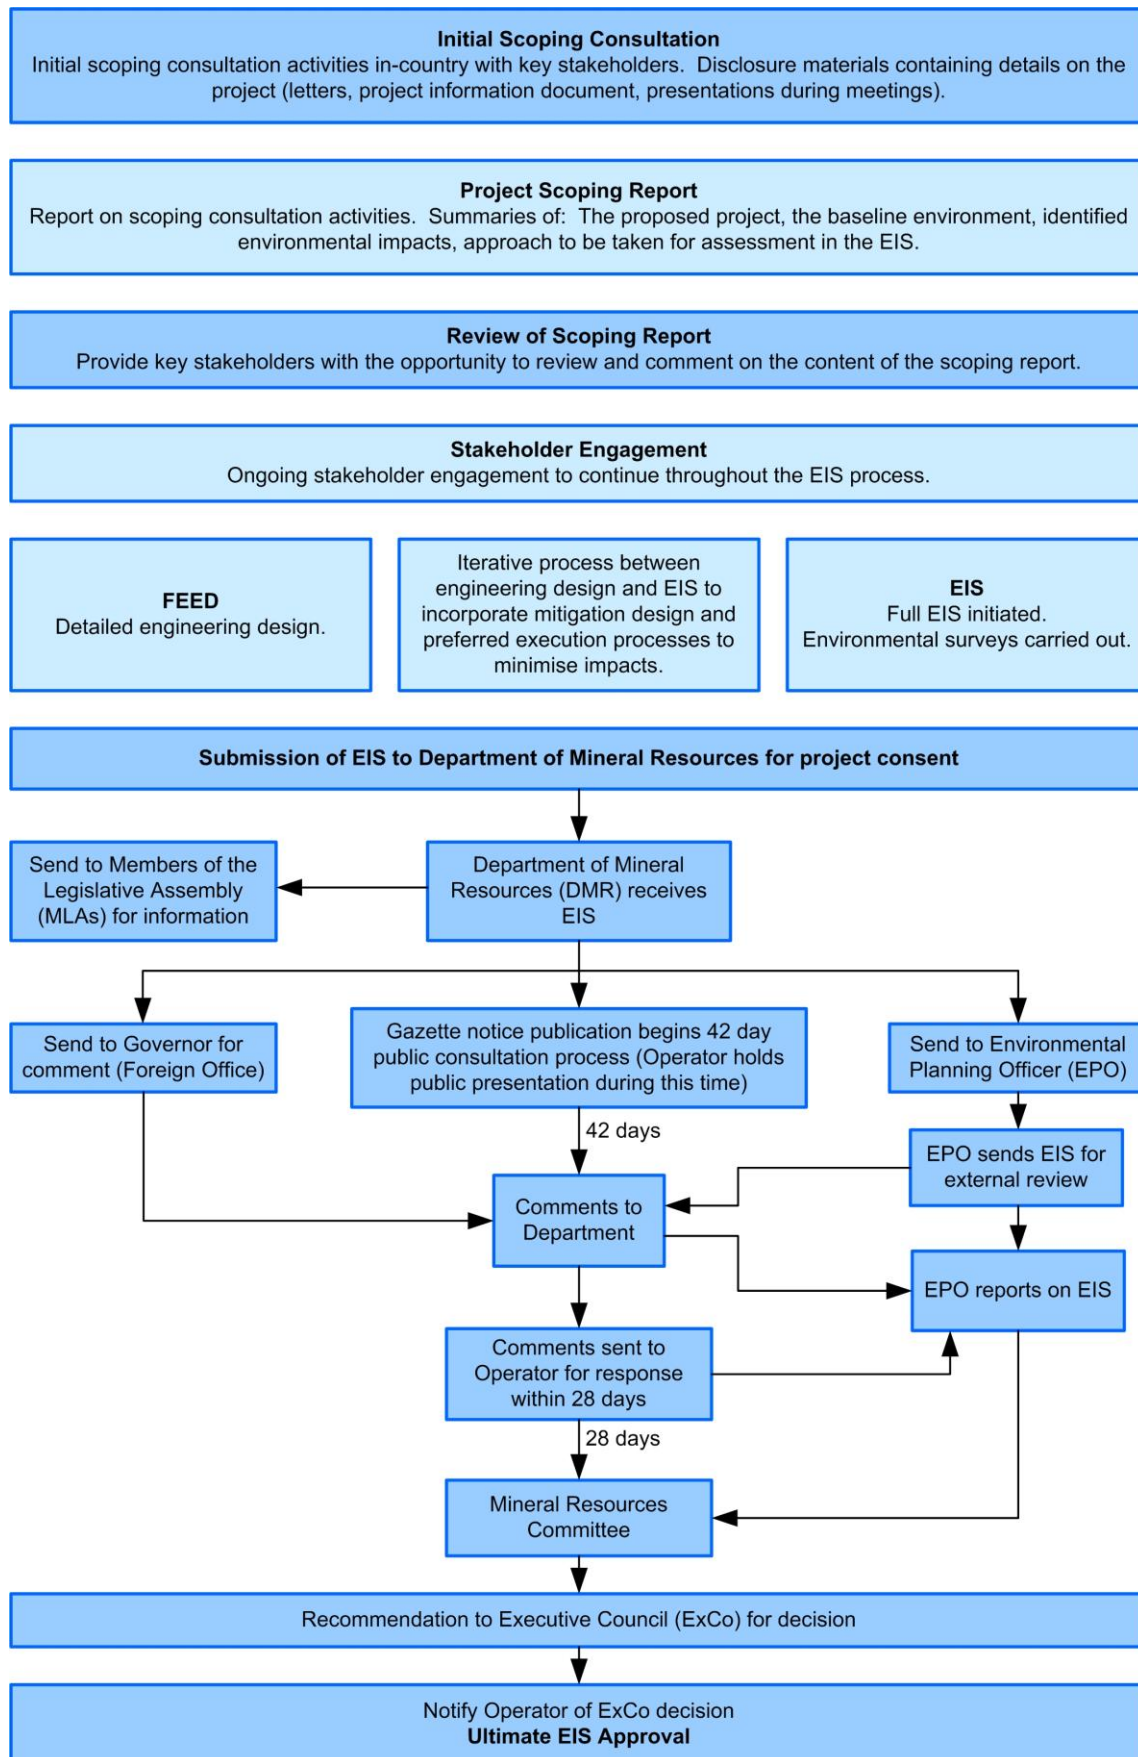 Initial Scoping Consultation
Initial scoping consultation activities in-country with key stakeholders. Disclosure materials containing details on the
project (letters, project information document, presentations during meetings).
Project Scoping Report
Report on scoping consultation activities. Summaries of: The proposed project, the baseline environment, identified
environmental impacts, approach to be taken for assessment in the EIS.
Review of Scoping Report
Provide key stakeholders with the opportunity to review and comment on the content of the scoping report.
Stakeholder Engagement
Ongoing stakeholder engagement to continue throughout the EIS process.
FEED
Detailed engineering design.
Iterative process between
engineering design and EIS to
incorporate mitigation design and
preferred execution processes to
minimise impacts.
EIS
Full EIS initiated.
Environmental surveys carried out.
Submission of EIS to Department of Mineral Resources for project consent
Send to Members of the
Legislative Assembly
(MLAs) for information
Department of Mineral
Resources (DMR) receives
EIS
Send to Governor for
comment (Foreign Office)
Gazette notice publication begins 42 day
public consultation process (Operator holds
public presentation during this time)
Send to Environmental
Planning Officer (EPO)
42 days
EPO sends EIS for
external review
Comments to
Department
EPO reports on EIS
Comments sent to
Operator for response
within 28 days
28 days
Mineral Resources
Committee
Recommendation to Executive Council (ExCo) for decision
Notify Operator of ExCo decision
Ultimate EIS Approval